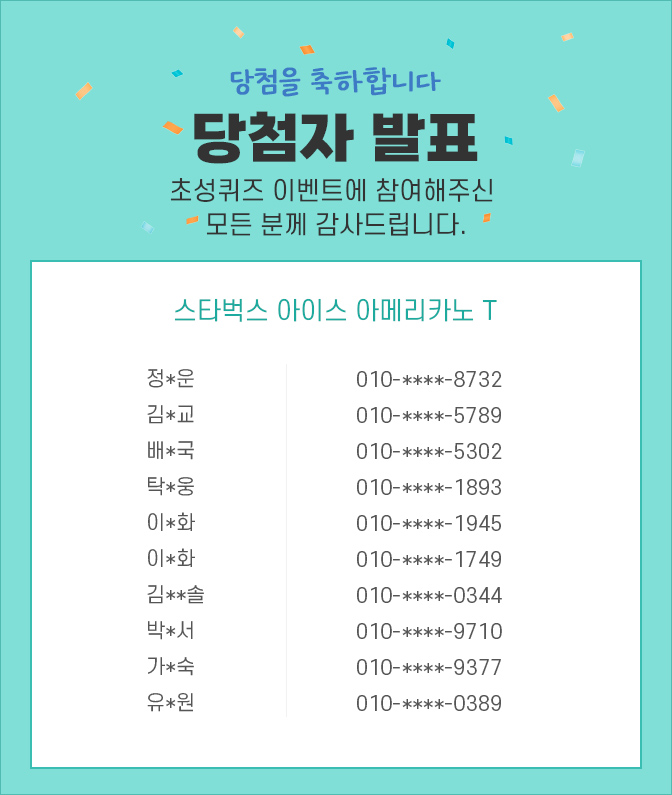 당첨을 축하합니다
당첨자 발표
초성퀴즈 이벤트에 참여해주신
모든 분께 감사드립니다.
스타벅스 아이스 아메리카노 T
정*운 010-****-8732
김*교 010-****-5789
배*국 010-****-5302
탁*웅 010-****-1893
이*화 010-****-1945
이*화 010-****-1749
김**솔 010-****-0344
박*서 010-****-9710
가*숙 010-****-9377
유*원 010-****-0389